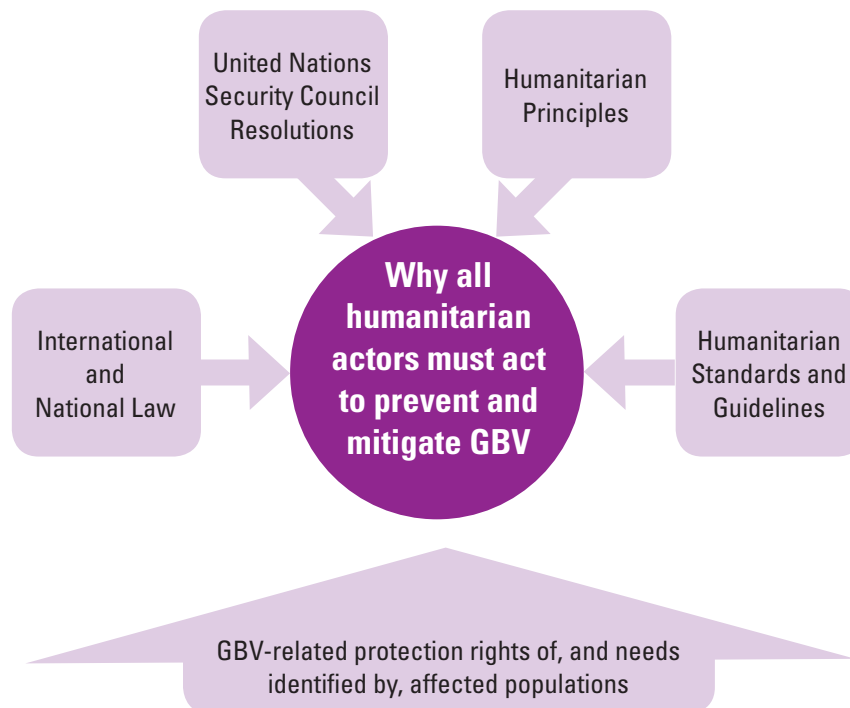 United Nations
Security Council
Resolutions
Humanitarian
Principles
International
and
National Law
Why all
humanitarian
actors must act
to prevent and
mitigate GBV
Humanitarian
Standards and
Guidelines
GBV-related protection rights of, and needs
identified by, affected populations